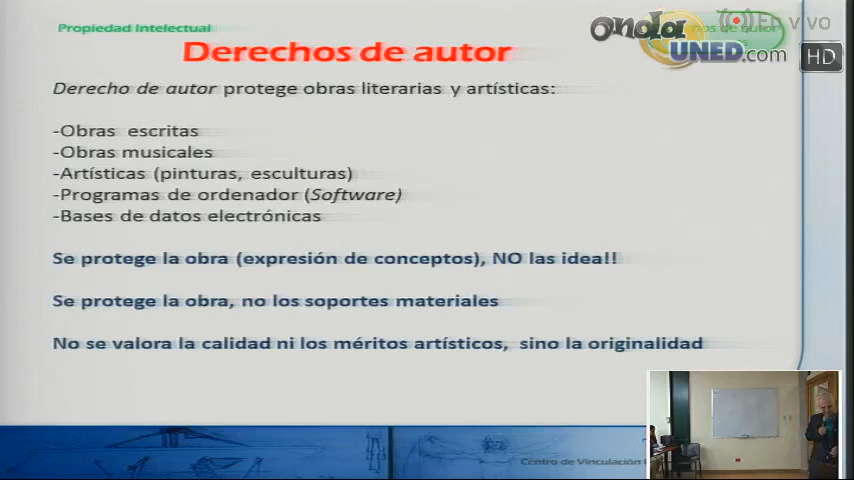 Propiedad Intelectual
Derechos de autor
onda UNED.com
En vivo
HD
Derecho de autor protege obras literarias y artísticas:
-Obras escritas
-Obras musicales
-Artísticas (pinturas, esculturas)
-Programas de ordenador (Software)
-Bases de datos electrónicas
Se protege la obra (expresión de conceptos), NO las idea!!
Se protege la obra, no los soportes materiales
No se valora la calidad ni los méritos artísticos, sino la originalidad
Centro de Vinculación